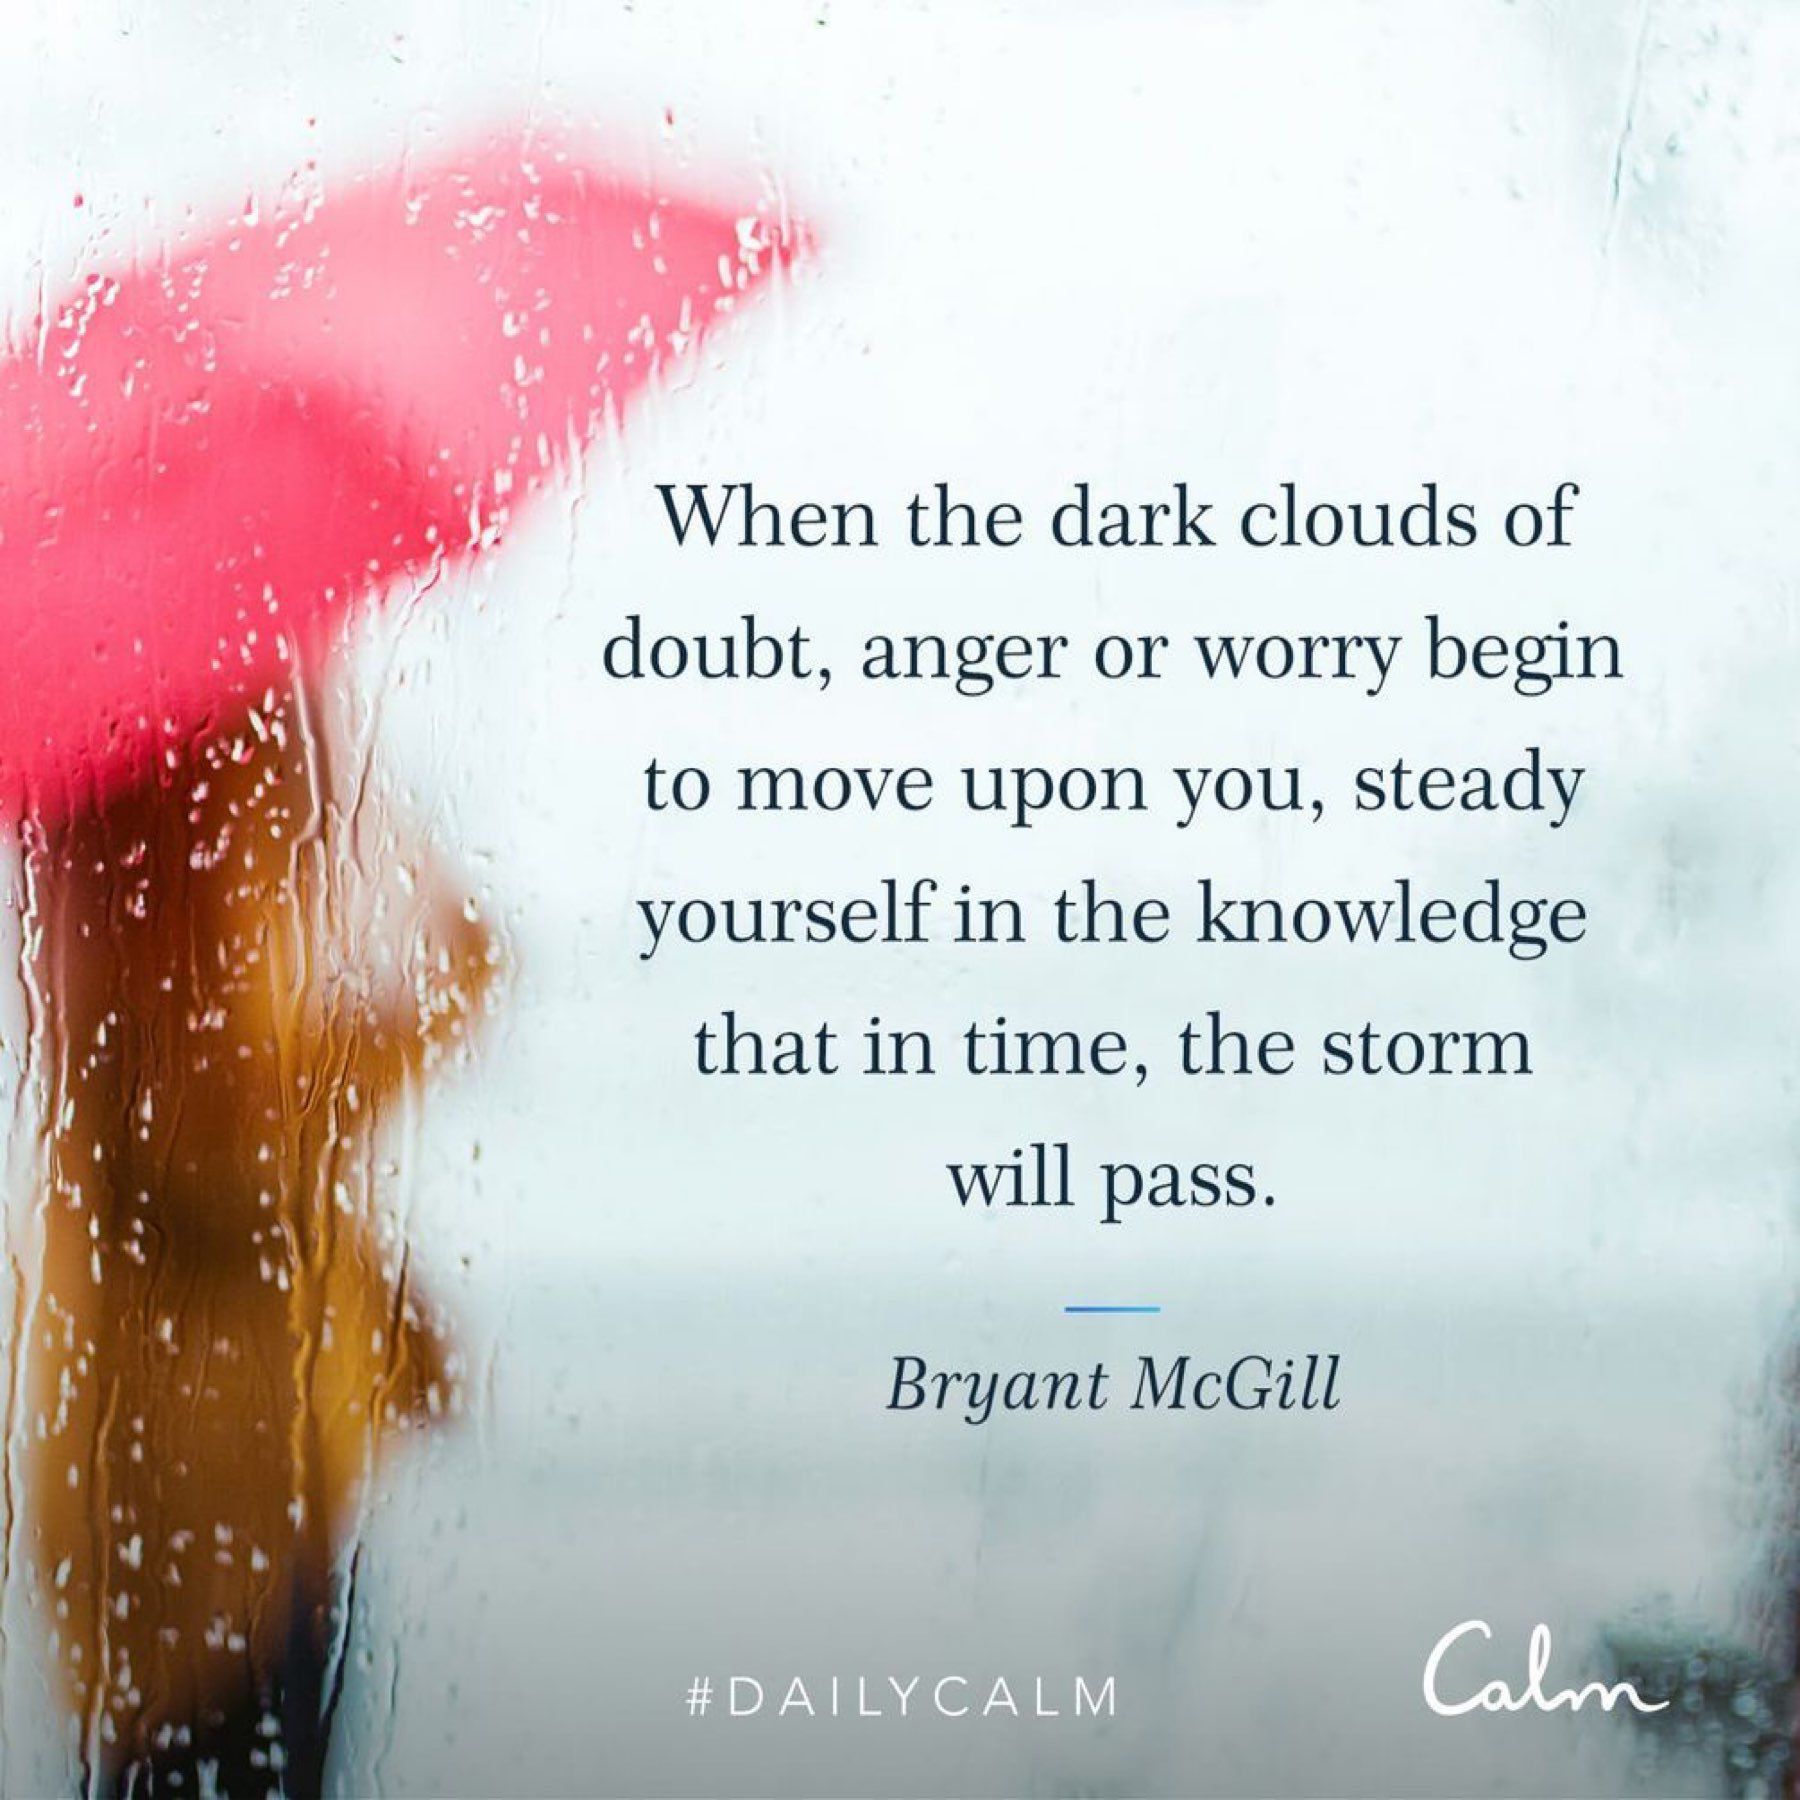 When the dark clouds of
doubt, anger or worry begin
to move upon you, steady
yourself in the knowledge
that in time, the storm
will pass.
Bryant McGill
#DAILYCALM
Calm